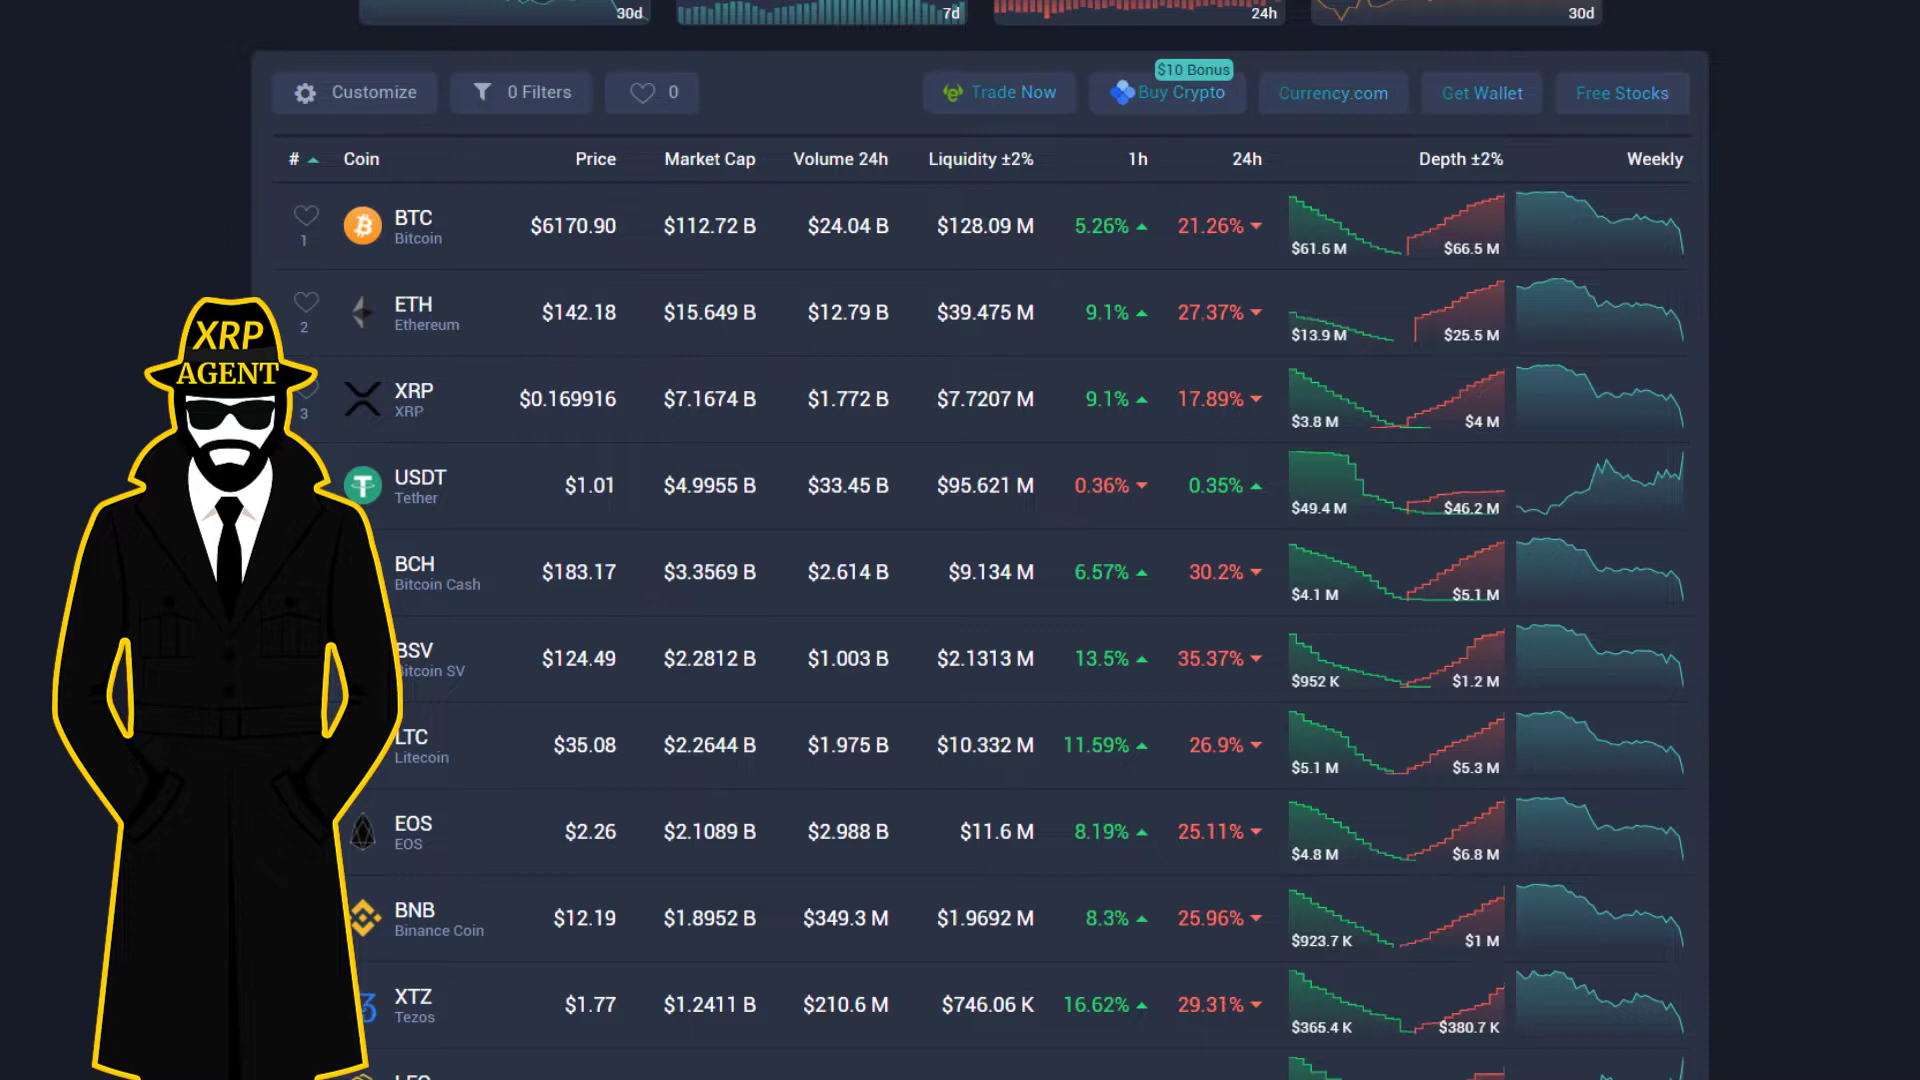 30d 7d 24h 30d
$10 Bonus
Customize 0 Filters 0 Trade Now Buy Crypto Currency.com Get Wallet Free Stocks
# Coin Price Market Cap Volume 24h Liquidity ±2% 1h 24h Depth ±2% Weekly
1 BTC Bitcoin $6170.90 $112.72 B $24.04 B $128.09 M 5.26% 21.26% $61.6 M $66.5 M
2 ETH Ethereum $142.18 $15.649 B $12.79 B $39.475 M 9.1% 27.37% $13.9 M $25.5 M
XRP
AGENT
3 XRP XRP $0.169916 $7.1674 B $1.772 B $7.7207 M 9.1% 17.89% $3.8 M $4 M
USDT Tether $1.01 $4.9955 B $33.45 B $95.621 M 0.36% 0.35% $49.4 M $46.2 M
BCH Bitcoin Cash $183.17 $3.3569 B $2.614 B $9.134 M 6.57% 30.2% $4.1 M $5.1 M
BSV Bitcoin SV $124.49 $2.2812 B $1.003 B $2.1313 M 13.5% 35.37% $952 K $1.2 M
LTC Litecoin $35.08 $2.2644 B $1.975 B $10.332 M 11.59% 26.9% $5.1 M $5.3 M
EOS EOS $2.26 $2.1089 B $2.988 B $11.6 M 8.19% 25.11% $4.8 M $6.8 M
BNB Binance Coin $12.19 $1.8952 B $349.3 M $1.9692 M 8.3% 25.96% $923.7 K $1 M
XTZ Tezos $1.77 $1.2411 B $210.6 M $746.06 K 16.62% 29.31% $365.4 K $380.7 K